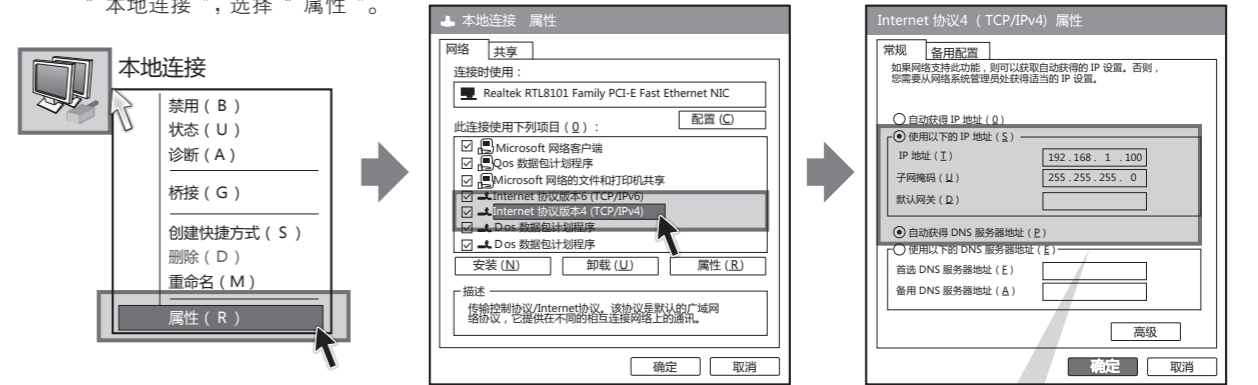 “ 本地连接 ”, 选择 “ 属性 ”。
本地连接
禁用 ( B )
状态 ( U )
诊断 ( A )
桥接 ( G )
创建快捷方式 ( S )
删除 ( D )
重命名 ( M )
属性 ( R )
本地连接 属性
网络 共享
连接时使用 :
Realtek RTL8101 Family PCI-E Fast Ethernet NIC
配置 (C)
此连接使用下列项目 ( 0 ) :
Microsoft 网络客户端
Qos 数据包计划程序
Microsoft 网络的文件和打印机共享
Internet 协议版本6 (TCP/IPv6)
Internet 协议版本4 (TCP/IPv4)
Dos 数据包计划程序
Dos 数据包计划程序
安装 (N) 卸载 (U) 属性 (R)
描述
传输控制协议/Internet协议。该协议是默认的广域网
络协议，它提供在不同的相互连接网络上的通讯。
确定 取消
Internet 协议4 ( TCP/IPv4) 属性
常规 备用配置
如果网络支持此功能，则可以获取自动获得的 IP 设置。否则，
您需要从网络系统管理员处获得适当的 IP 设置。
自动获得 IP 地址 ( 0 )
使用以下的 IP 地址 ( S )
IP 地址 ( I ) 192 . 168 . 1 . 100
子网掩码 ( U ) 255 . 255 . 255 . 0
默认网关 ( D )
自动获得 DNS 服务器地址 ( P )
使用以下的 DNS 服务器地址 ( E )
首选 DNS 服务器地址 ( E )
备用 DNS 服务器地址 ( A )
高级
确定 取消